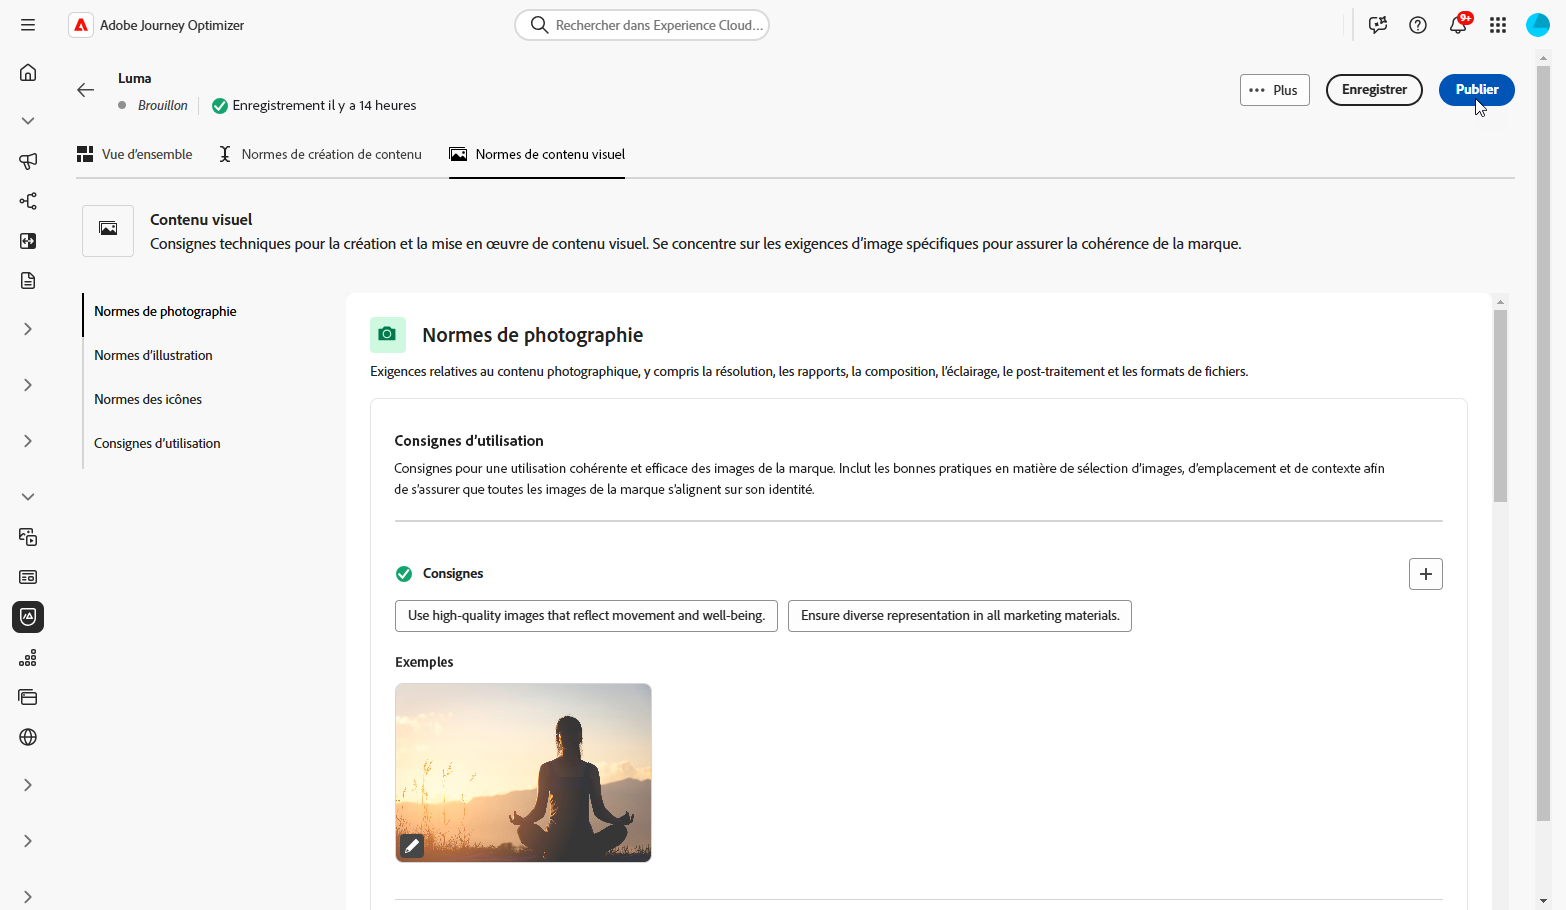 Adobe Journey Optimizer
Rechercher dans Experience Cloud...
9+
Luma
Brouillon
Enregistrement il y a 14 heures
Plus
Enregistrer
Publier
Vue d’ensemble
Normes de création de contenu
Normes de contenu visuel
Contenu visuel
Consignes techniques pour la création et la mise en œuvre de contenu visuel. Se concentre sur les exigences d’image spécifiques pour assurer la cohérence de la marque.
Normes de photographie
Normes d’illustration
Normes des icônes
Consignes d’utilisation
Normes de photographie
Exigences relatives au contenu photographique, y compris la résolution, les rapports, la composition, l’éclairage, le post-traitement et les formats de fichiers.
Consignes d’utilisation
Consignes pour une utilisation cohérente et efficace des images de la marque. Inclut les bonnes pratiques en matière de sélection d’images, d’emplacement et de contexte afin
de s’assurer que toutes les images de la marque s’alignent sur son identité.
Consignes
Use high-quality images that reflect movement and well-being.
Ensure diverse representation in all marketing materials.
Exemples